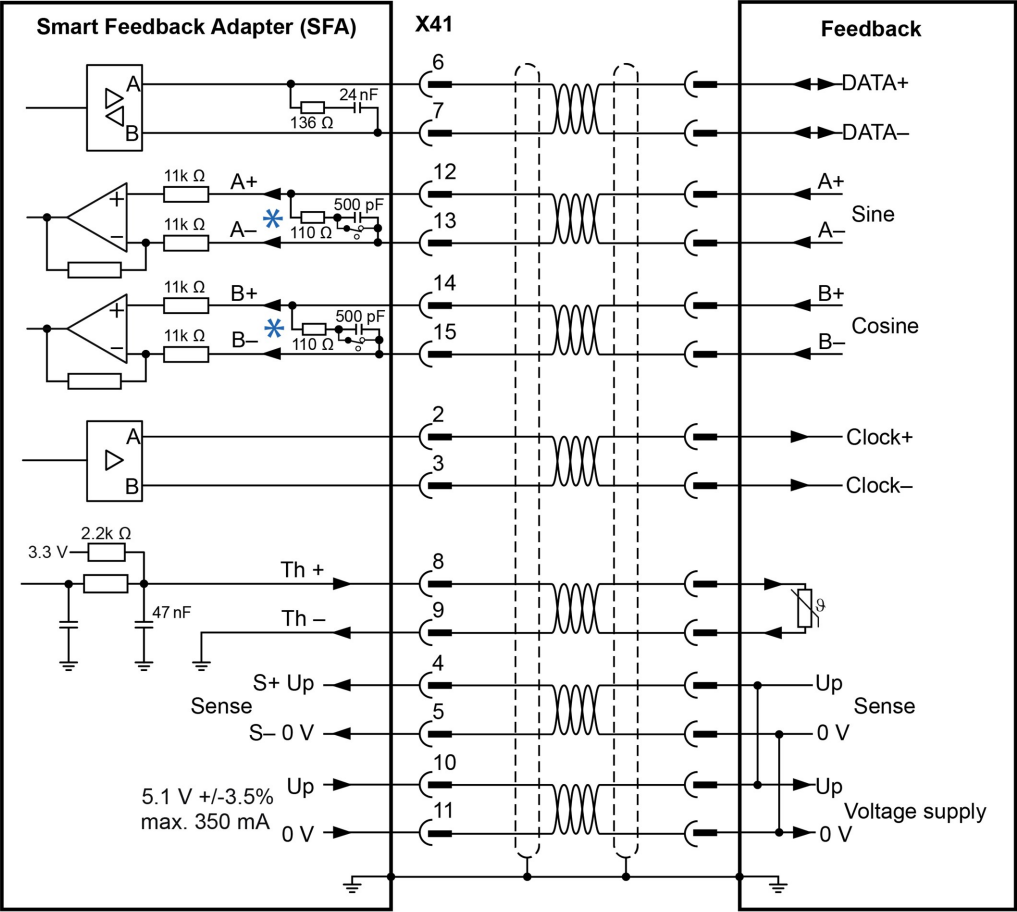 Smart Feedback Adapter (SFA)
X41
Feedback
A
B
24 nF
136 Ω
6
7
DATA+
DATA–
11k Ω
A+
500 pF
12
A+
+
*
Sine
11k Ω
A–
110 Ω
13
A–
–
11k Ω
B+
500 pF
14
B+
+
*
Cosine
11k Ω
B–
110 Ω
15
B–
–
A
B
2
3
Clock+
Clock–
2.2k Ω
3.3 V
Th +
8
47 nF
Th –
9
ϑ
S+ Up
4
Up
Sense
Sense
S– 0 V
5
0 V
Up
10
Up
5.1 V +/-3.5%
max. 350 mA
Voltage supply
0 V
11
0 V